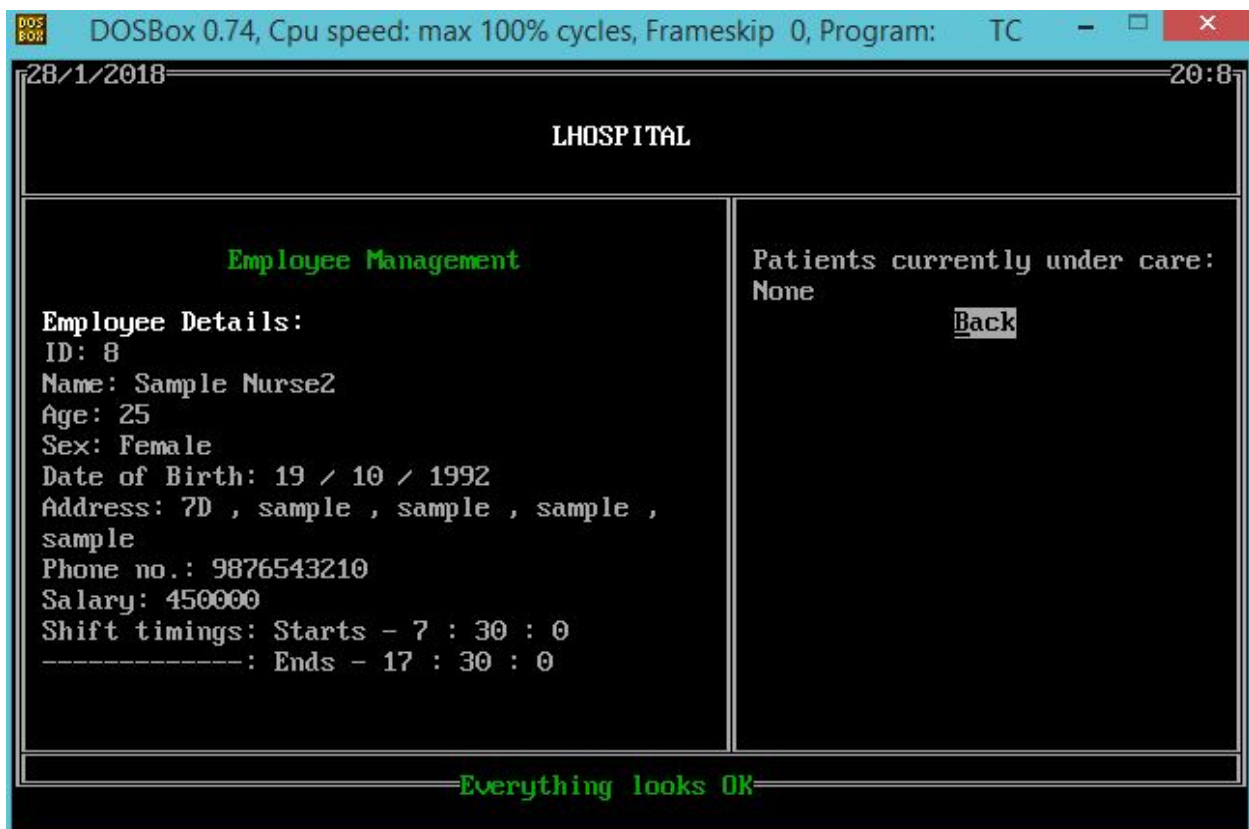 DOS BOX
DOSBox 0.74, Cpu speed: max 100% cycles, Frameskip 0, Program: TC
28/1/2018 20:8
LHOSPITAL
Employee Management
Employee Details:
ID: 8
Name: Sample Nurse2
Age: 25
Sex: Female
Date of Birth: 19 / 10 / 1992
Address: 7D , sample , sample , sample ,
sample
Phone no.: 9876543210
Salary: 450000
Shift timings: Starts - 7 : 30 : 0
-------------: Ends - 17 : 30 : 0
Patients currently under care:
None
Back
Everything looks OK